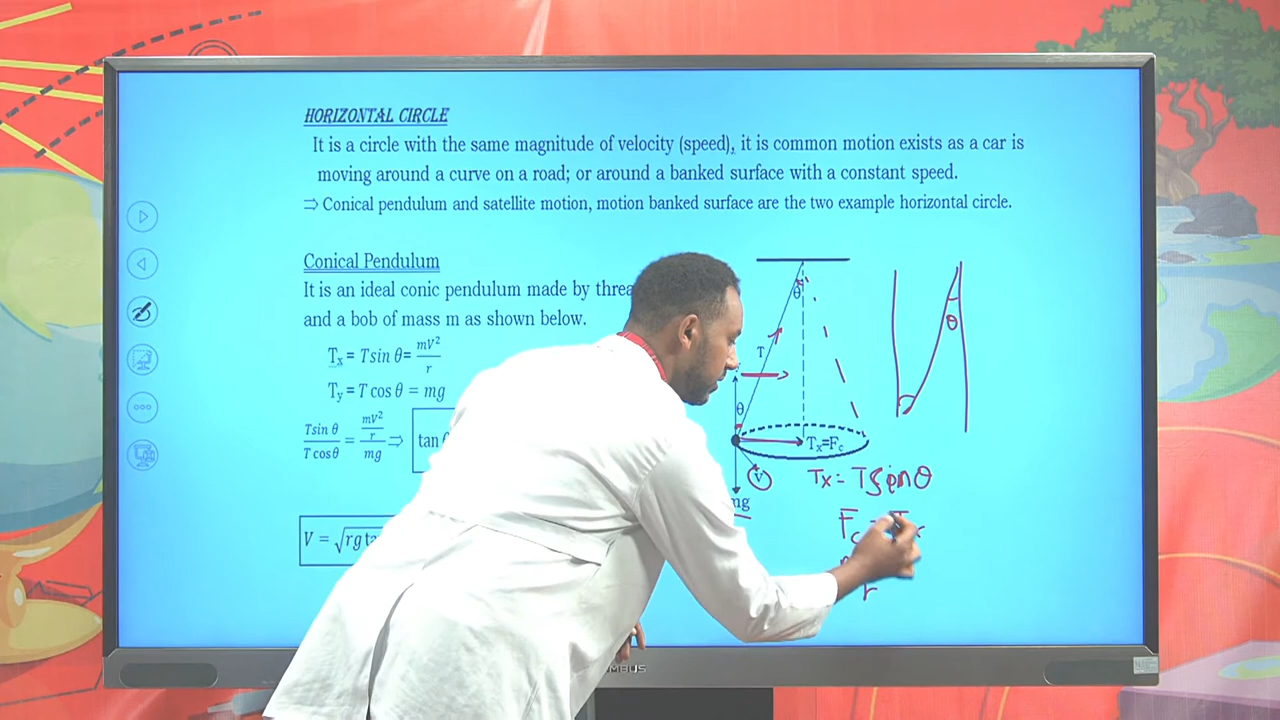 HORIZONTAL CIRCLE
It is a circle with the same magnitude of velocity (speed), it is common motion exists as a car is
moving around a curve on a road; or around a banked surface with a constant speed.
⇒ Conical pendulum and satellite motion, motion banked surface are the two example horizontal circle.
Conical Pendulum
It is an ideal conic pendulum made by
and a bob of mass m as shown below.
Tx = Tsin θ= mV²/r
Ty = T cos θ = mg
Tsin θ/T cosθ = (mV²/r)/mg ⇒ tan
V = √rg
θ
T
θ
Tx=Fc
V
mg
θ
Tx = T sin θ
Fc
r